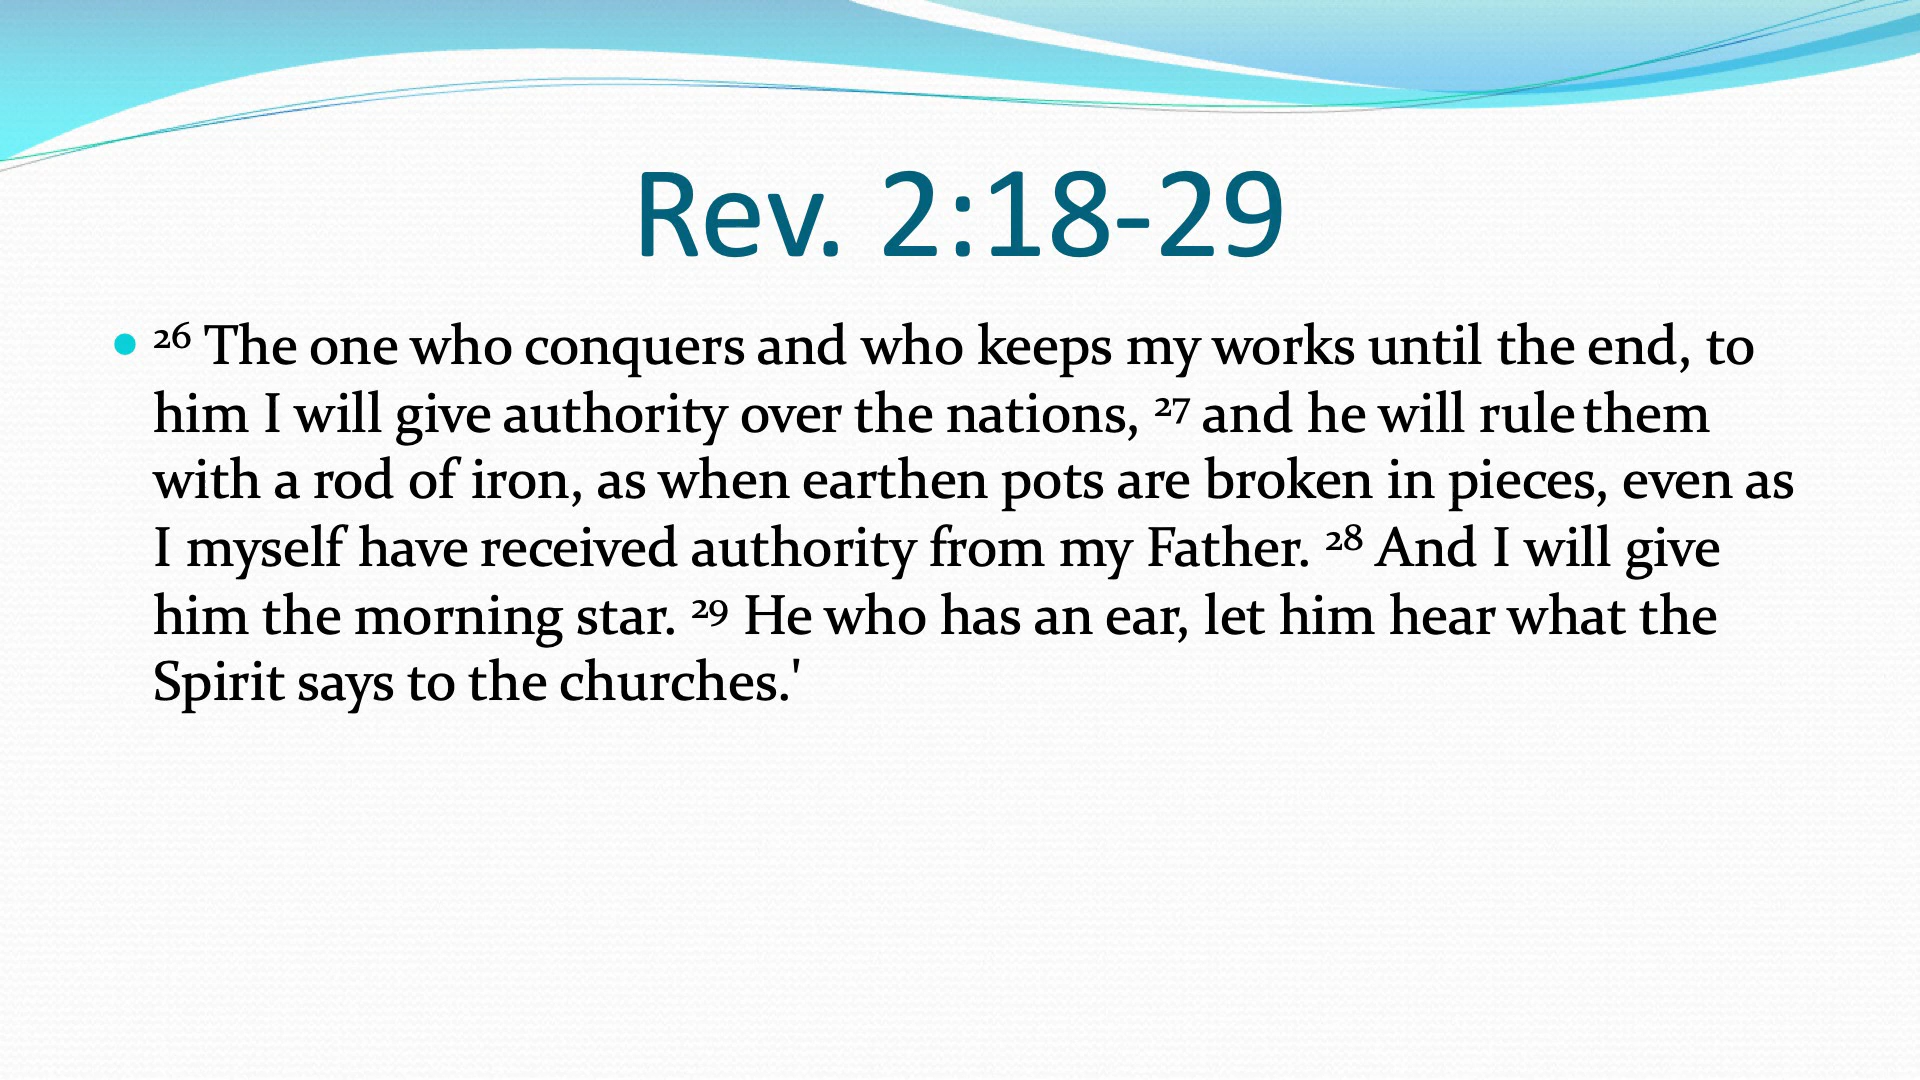 Rev. 2:18-29
• ²⁶ The one who conquers and who keeps my works until the end, to
him I will give authority over the nations, ²⁷ and he will rule them
with a rod of iron, as when earthen pots are broken in pieces, even as
I myself have received authority from my Father. ²⁸ And I will give
him the morning star. ²⁹ He who has an ear, let him hear what the
Spirit says to the churches.'